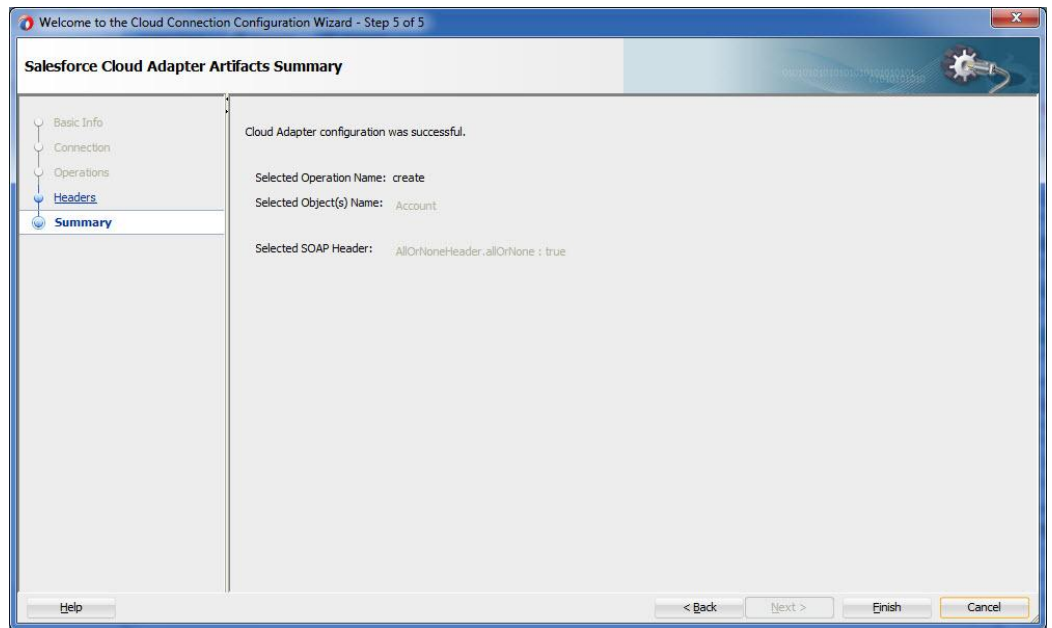 Welcome to the Cloud Connection Configuration Wizard - Step 5 of 5
Salesforce Cloud Adapter Artifacts Summary
Basic Info
Connection
Operations
Headers
Summary
Cloud Adapter configuration was successful.
Selected Operation Name: create
Selected Object(s) Name: Account
Selected SOAP Header: AllOrNoneHeader.allOrNone : true
Help
< Back
Next >
Finish
Cancel